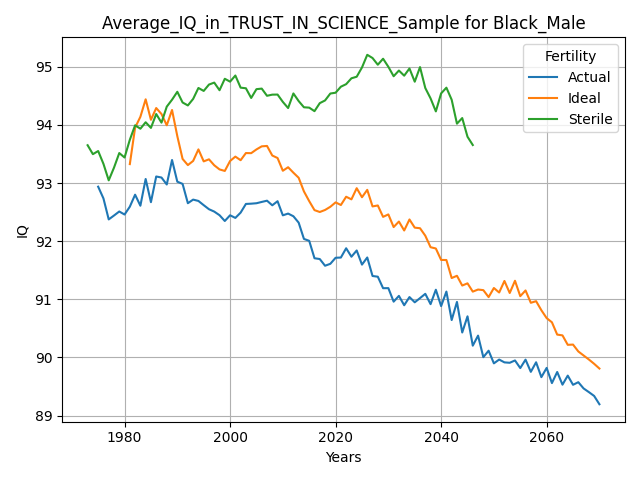 Average_IQ_in_TRUST_IN_SCIENCE_Sample for Black_Male
Fertility
Actual
Ideal
Sterile
IQ
95
94
93
92
91
90
89
1980
2000
2020
2040
2060
Years